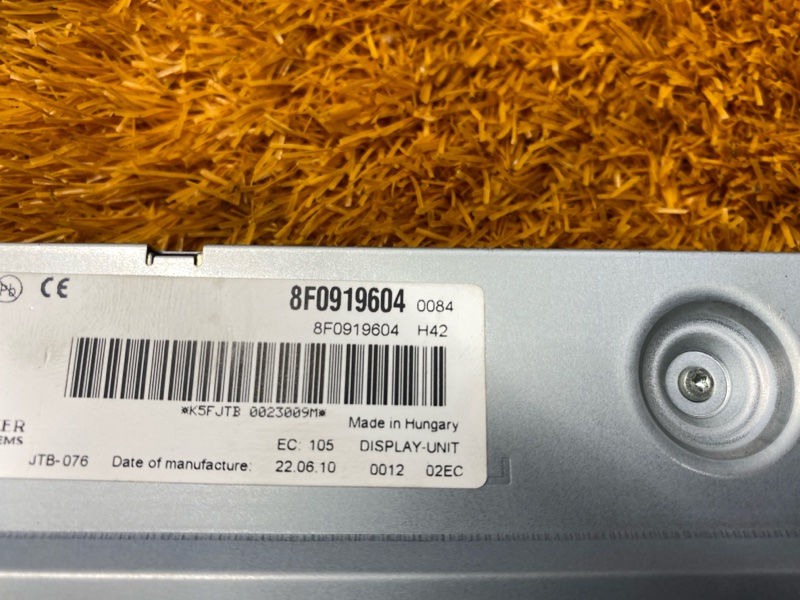 Pb CE 8F0919604 0084
8F0919604 H42
*K5FJTB 0023009M*
Made in Hungary
EC: 105 DISPLAY-UNIT
JTB-076 Date of manufacture: 22.06.10 0012 02EC